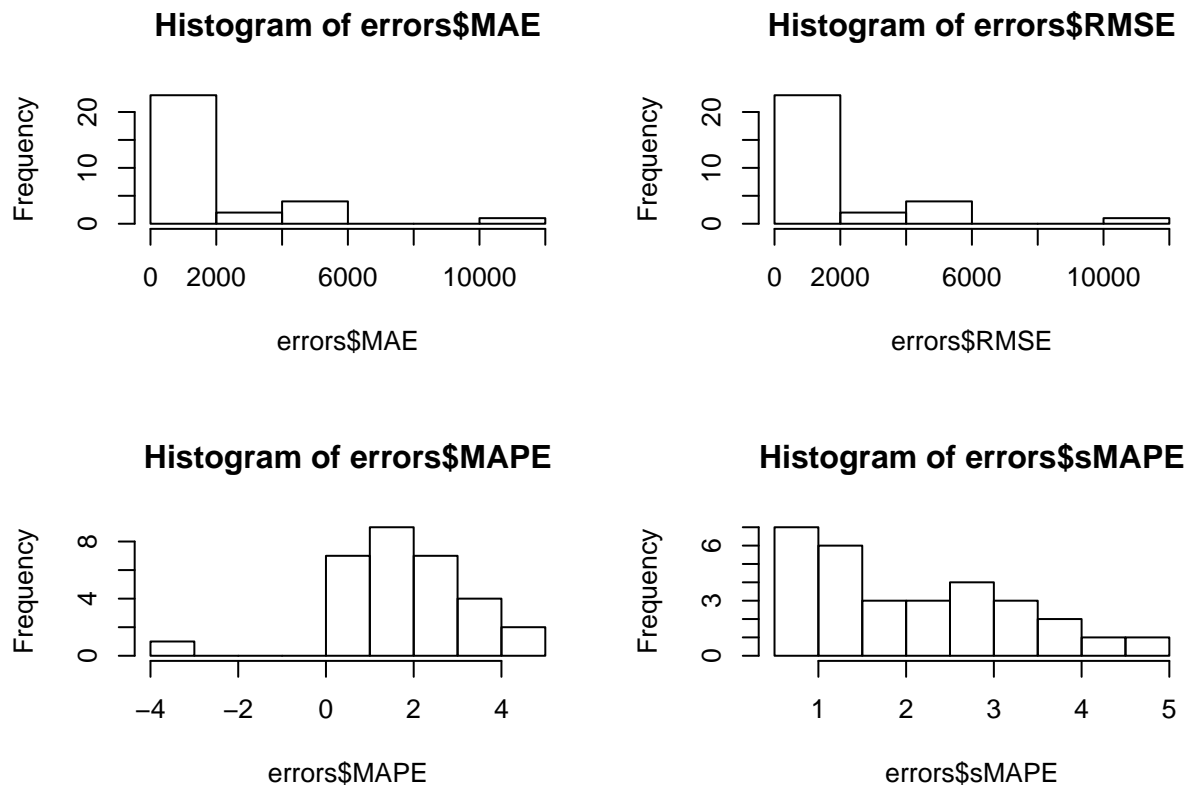 Histogram of errors$MAE
Frequency
0
10
20
0
2000
6000
10000
errors$MAE
Histogram of errors$RMSE
Frequency
0
10
20
0
2000
6000
10000
errors$RMSE
Histogram of errors$MAPE
Frequency
0
4
8
−4
−2
0
2
4
errors$MAPE
Histogram of errors$sMAPE
Frequency
0
3
6
1
2
3
4
5
errors$sMAPE